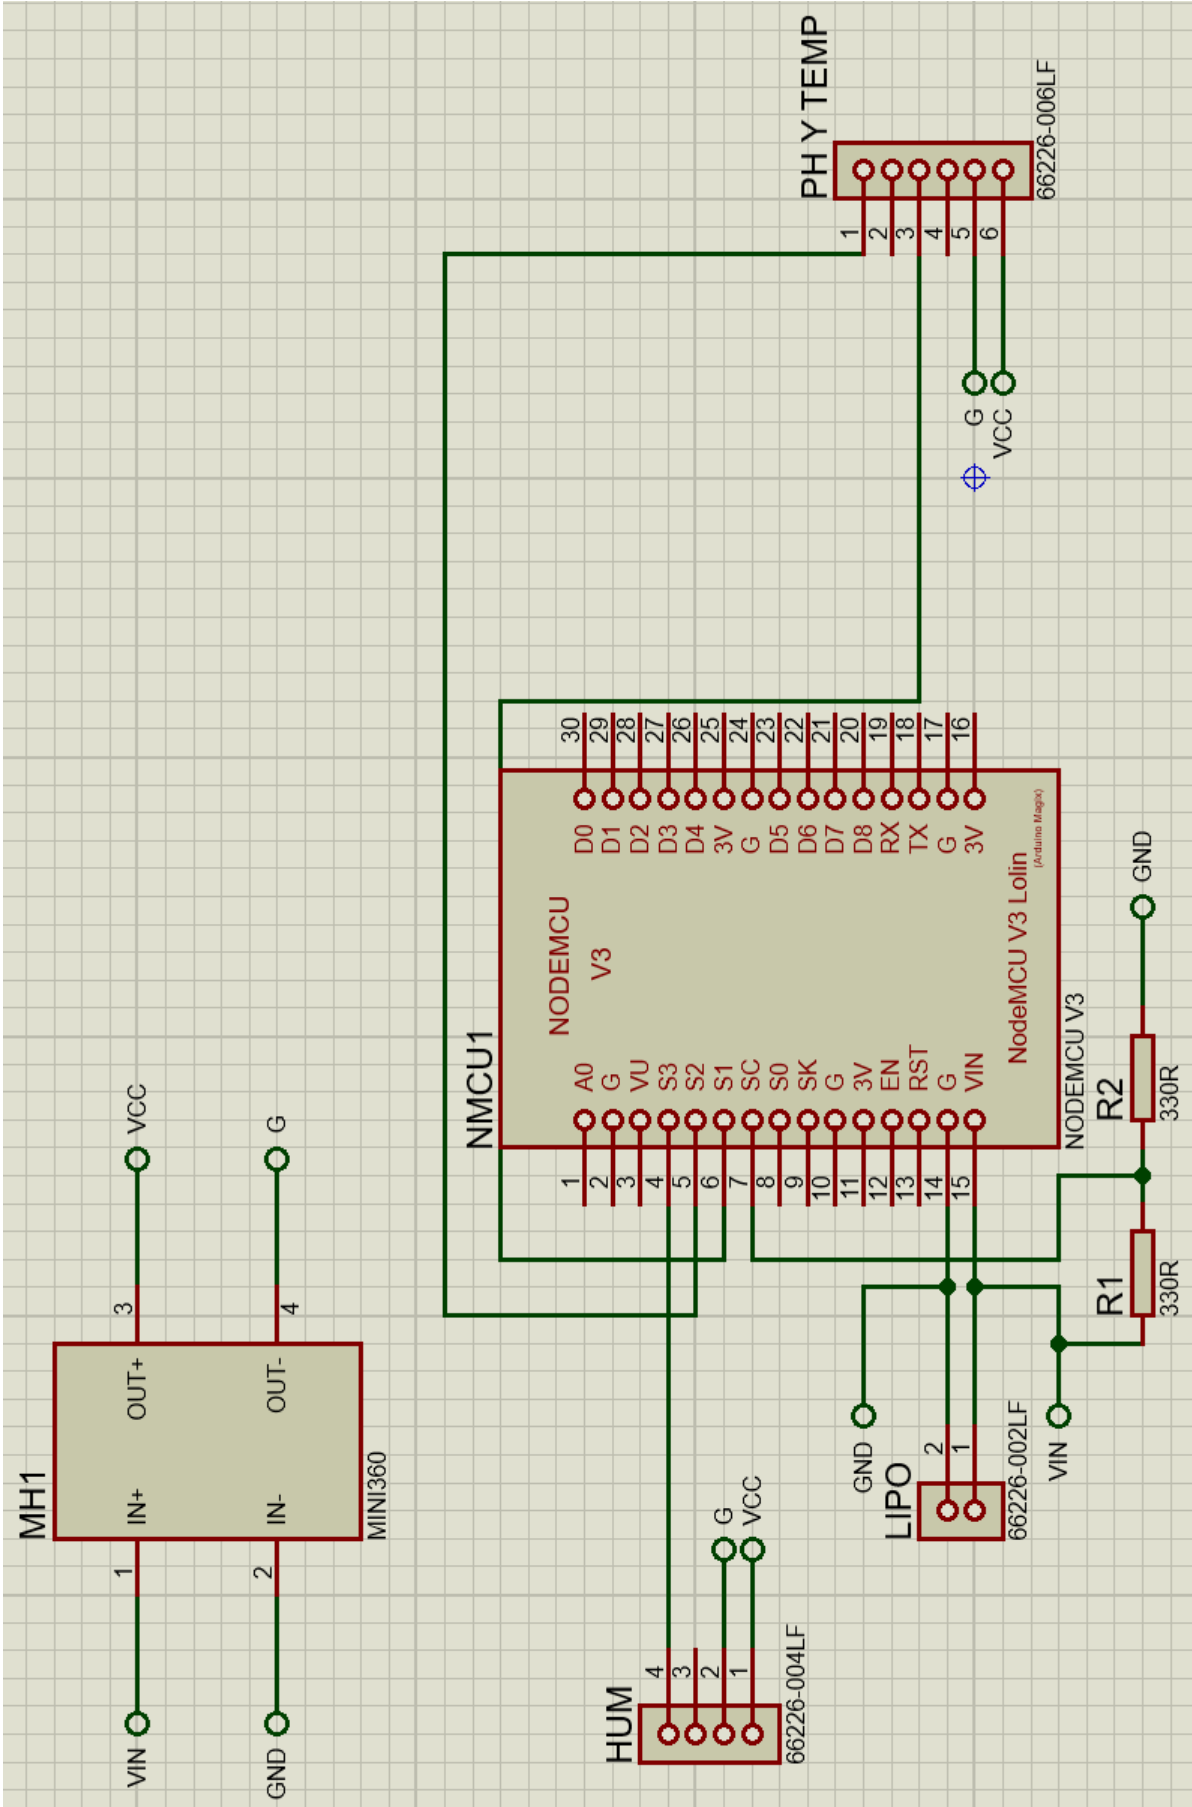 MH1
VIN
1
IN+
OUT+
3
VCC
GND
2
IN-
OUT-
4
G
MINI360
NMCU1
NODEMCU
V3
NodeMCU V3 Lolin
(Arduino Magix)
NODEMCU V3
1 A0
2 G
3 VU
4 S3
5 S2
6 S1
7 SC
8 S0
9 SK
10 G
11 3V
12 EN
13 RST
14 G
15 VIN
D0 30
D1 29
D2 28
D3 27
D4 26
3V 25
G 24
D5 23
D6 22
D7 21
D8 20
RX 19
TX 18
G 17
3V 16
HUM
4
3
2
1
G
VCC
66226-004LF
LIPO
2
1
GND
VIN
66226-002LF
R1
330R
R2
330R
GND
PH Y TEMP
1
2
3
4
5
6
G
VCC
66226-006LF